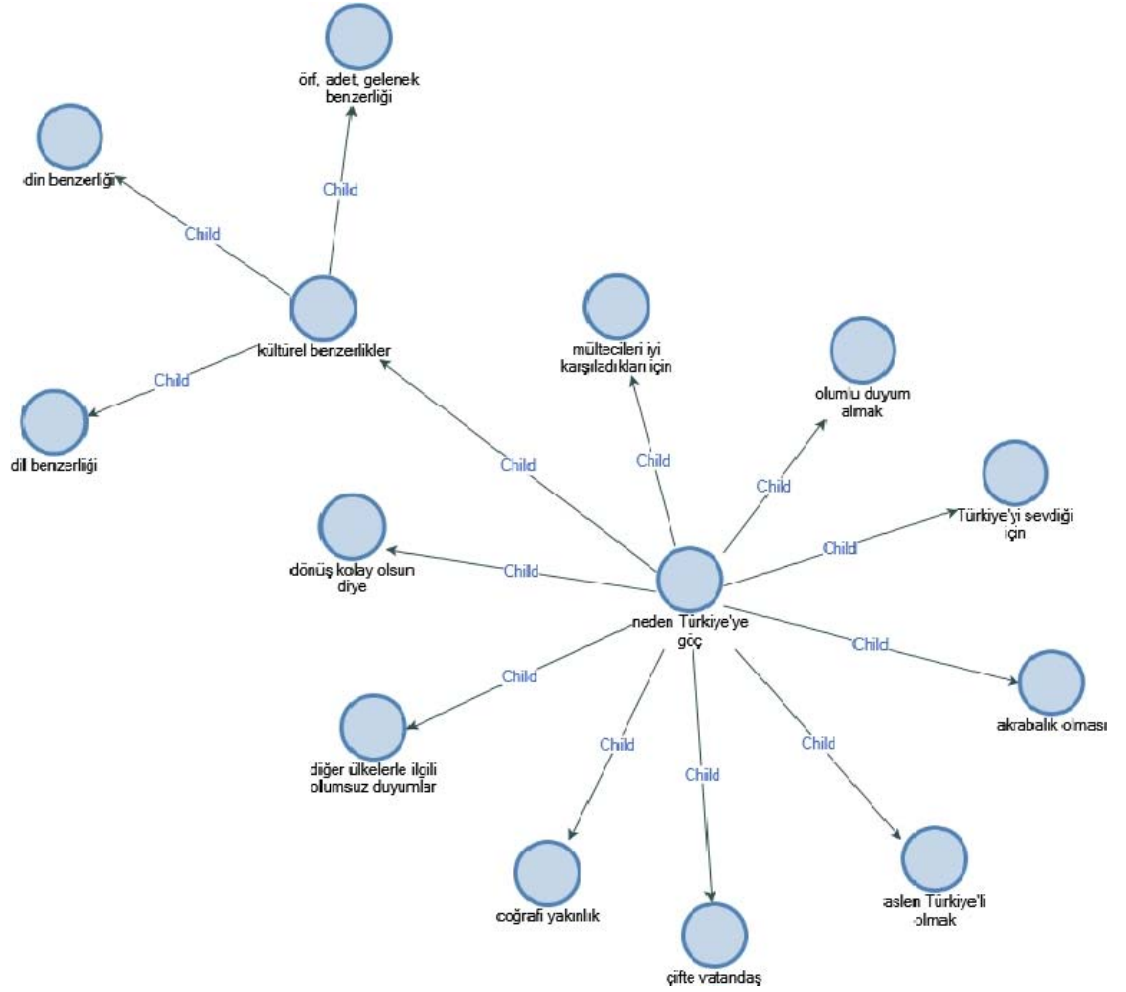 örf, adet, gelenek
benzerliği
din benzerliği
Child
Child
kültürel benzerlikler
mültecileri iyi
karşıladıkları için
Child
olumlu duyum
almak
dil benzerliği
Child
Child
Child
Türkiye'yi sevdiği
için
Child
dönüş kolay olsun
diye
Child
neden Türkiye'ye
göç
Child
Child
akrabalık olması
Child
Child
Child
diğer ülkelerle ilgili
olumsuz duyumlar
coğrafi yakınlık
aslen Türkiye'li
olmak
çifte vatandaş